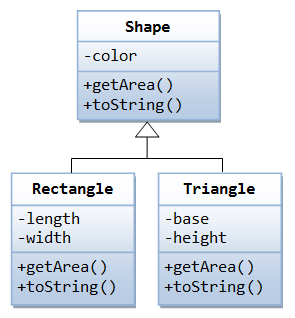 Shape
-color
+getArea()
+toString()
Rectangle
-length
-width
+getArea()
+toString()
Triangle
-base
-height
+getArea()
+toString()